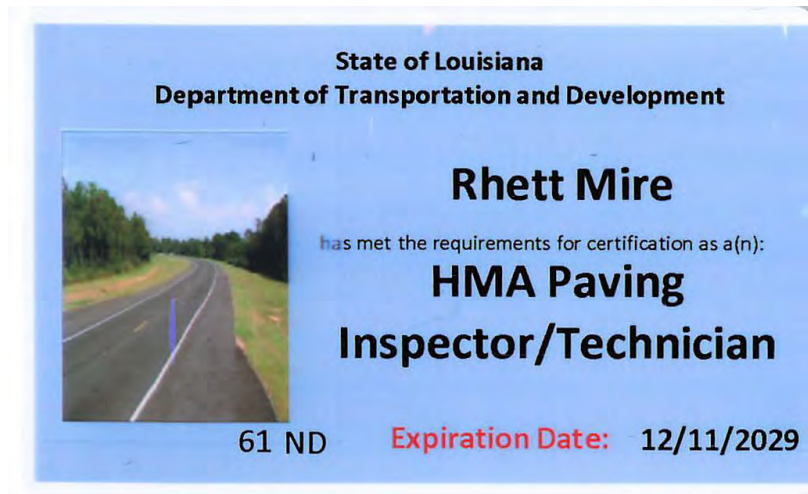 State of Louisiana
Department of Transportation and Development
Rhett Mire
has met the requirements for certification as a(n):
HMA Paving
Inspector/Technician
61 ND
Expiration Date: 12/11/2029